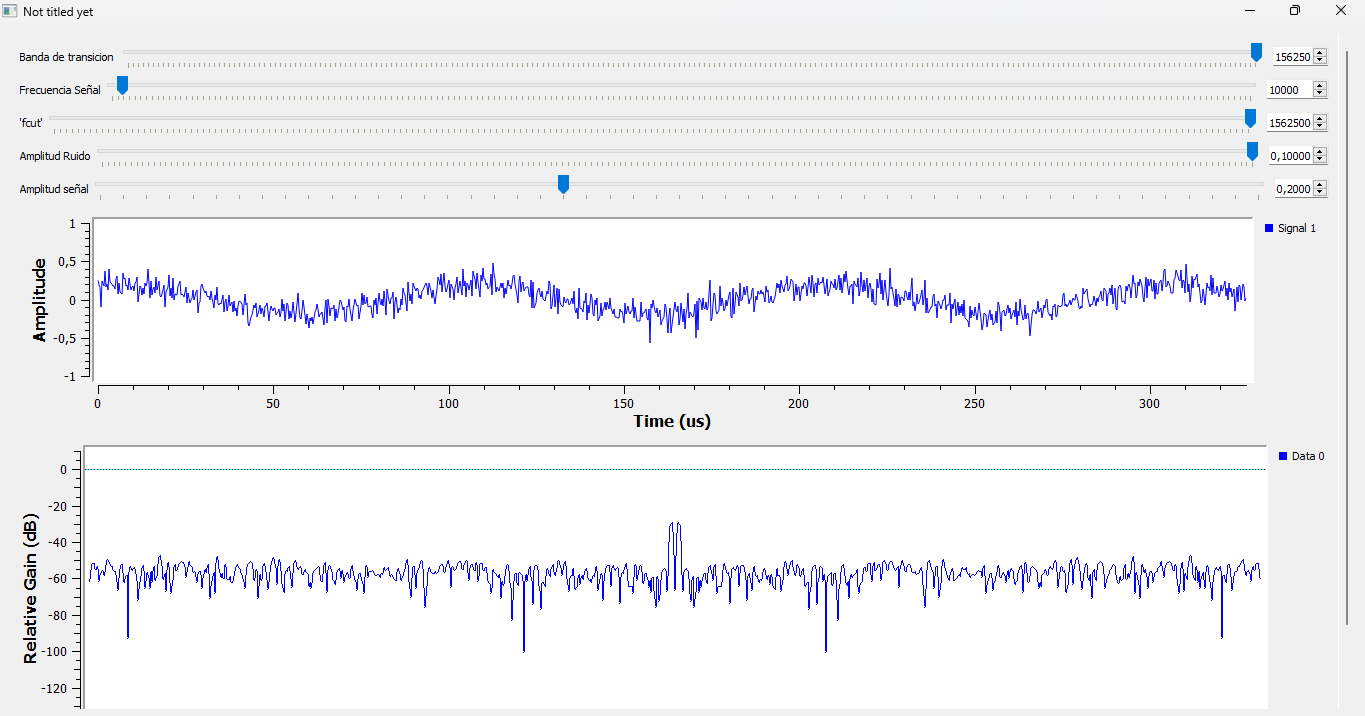 Not titled yet
Banda de transicion 156250
Frecuencia Señal 10000
'fcut' 1562500
Amplitud Ruido 0,10000
Amplitud señal 0,2000
Signal 1
1
0,5
0
-0,5
-1
Amplitude
0 50 100 150 200 250 300
Time (us)
Data 0
0
-20
-40
-60
-80
-100
-120
Relative Gain (dB)